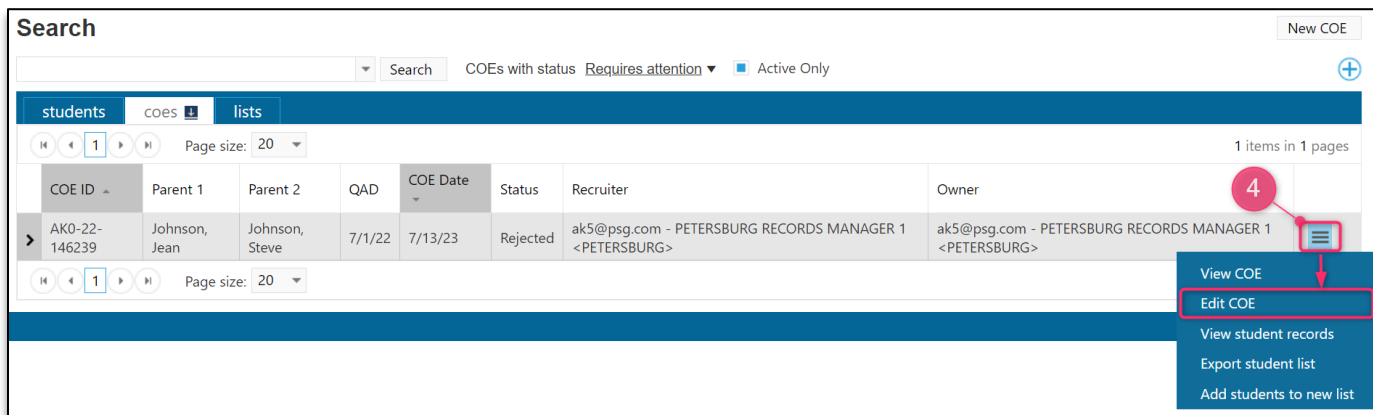 Search
New COE
Search
COEs with status Requires attention
Active Only
students
coes
lists
1
Page size: 20
1 items in 1 pages
COE ID
Parent 1
Parent 2
QAD
COE Date
Status
Recruiter
Owner
4
AK0-22-
146239
Johnson,
Jean
Johnson,
Steve
7/1/22
7/13/23
Rejected
ak5@psg.com - PETERSBURG RECORDS MANAGER 1
<PETERSBURG>
ak5@psg.com - PETERSBURG RECORDS MANAGER 1
<PETERSBURG>
1
Page size: 20
View COE
Edit COE
View student records
Export student list
Add students to new list